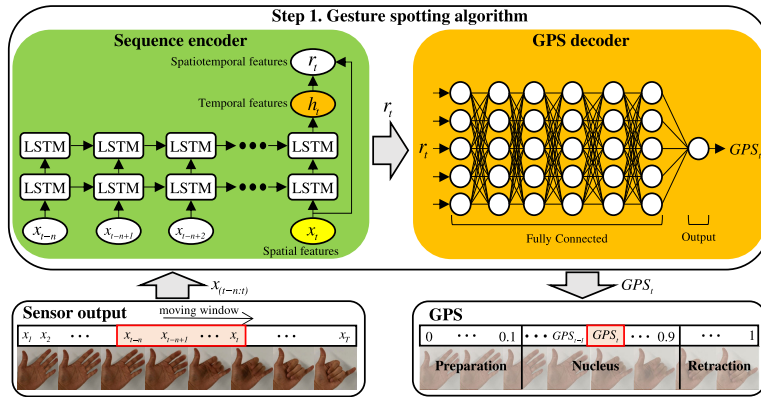 Step 1. Gesture spotting algorithm
Sequence encoder
Spatiotemporal features
r_t
Temporal features
h_t
LSTM LSTM LSTM ●●● LSTM
LSTM LSTM LSTM ●●● LSTM
x_{t-n} x_{t-n+1} x_{t-n+2} x_t
Spatial features
r_t
GPS decoder
r_t
GPS_t
Fully Connected
Output
x_{(t-n:t)}
GPS_t
Sensor output
moving window
x_1 x_2 ··· x_{t-n} x_{t-n+1} ··· x_t ··· x_T
GPS
0 ··· 0.1 ··· GPS_{t-t} GPS_t ··· 0.9 ··· 1
Preparation Nucleus Retraction